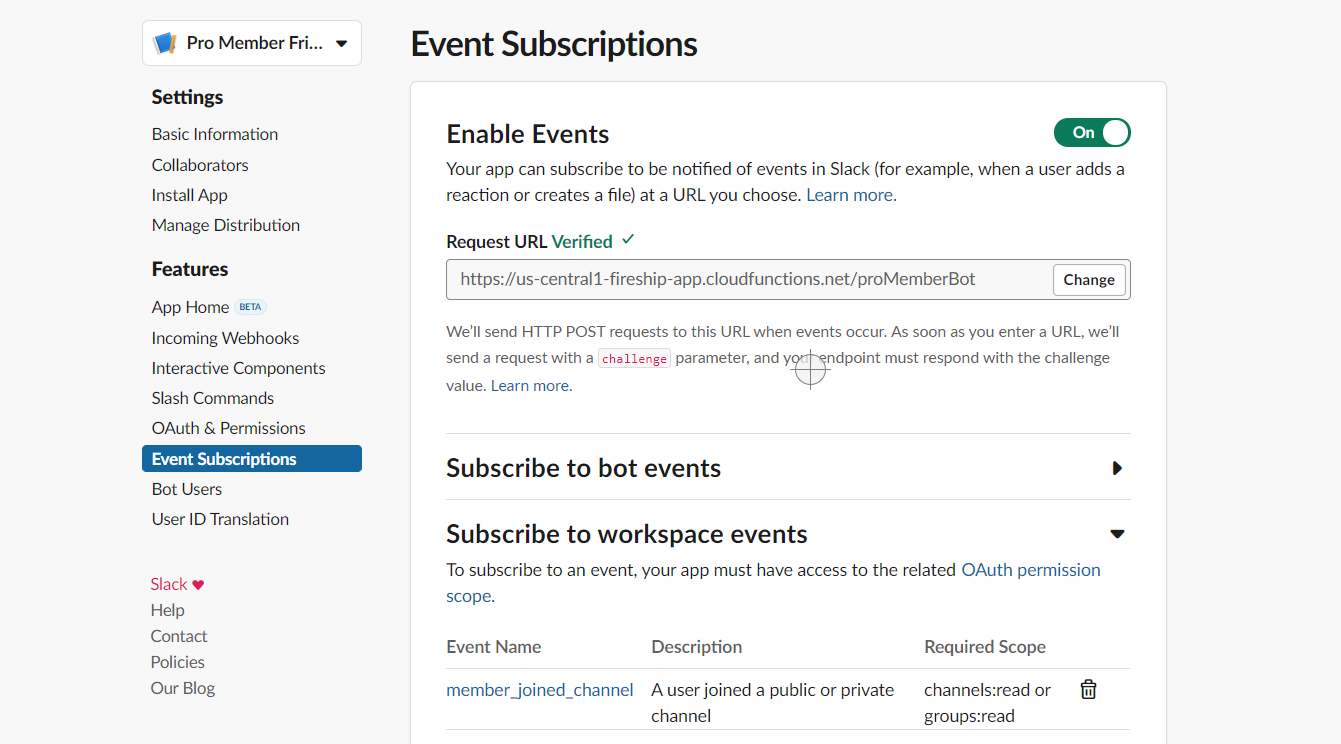 Pro Member Fri...
Settings
Basic Information
Collaborators
Install App
Manage Distribution
Features
App Home BETA
Incoming Webhooks
Interactive Components
Slash Commands
OAuth & Permissions
Event Subscriptions
Bot Users
User ID Translation
Slack ♥
Help
Contact
Policies
Our Blog
Event Subscriptions
Enable Events
On
Your app can subscribe to be notified of events in Slack (for example, when a user adds a
reaction or creates a file) at a URL you choose. Learn more.
Request URL Verified ✓
https://us-central1-fireship-app.cloudfunctions.net/proMemberBot
Change
We’ll send HTTP POST requests to this URL when events occur. As soon as you enter a URL, we’ll
send a request with a challenge parameter, and your endpoint must respond with the challenge
value. Learn more.
Subscribe to bot events
Subscribe to workspace events
To subscribe to an event, your app must have access to the related OAuth permission
scope.
Event Name Description Required Scope
member_joined_channel A user joined a public or private channels:read or
channel groups:read